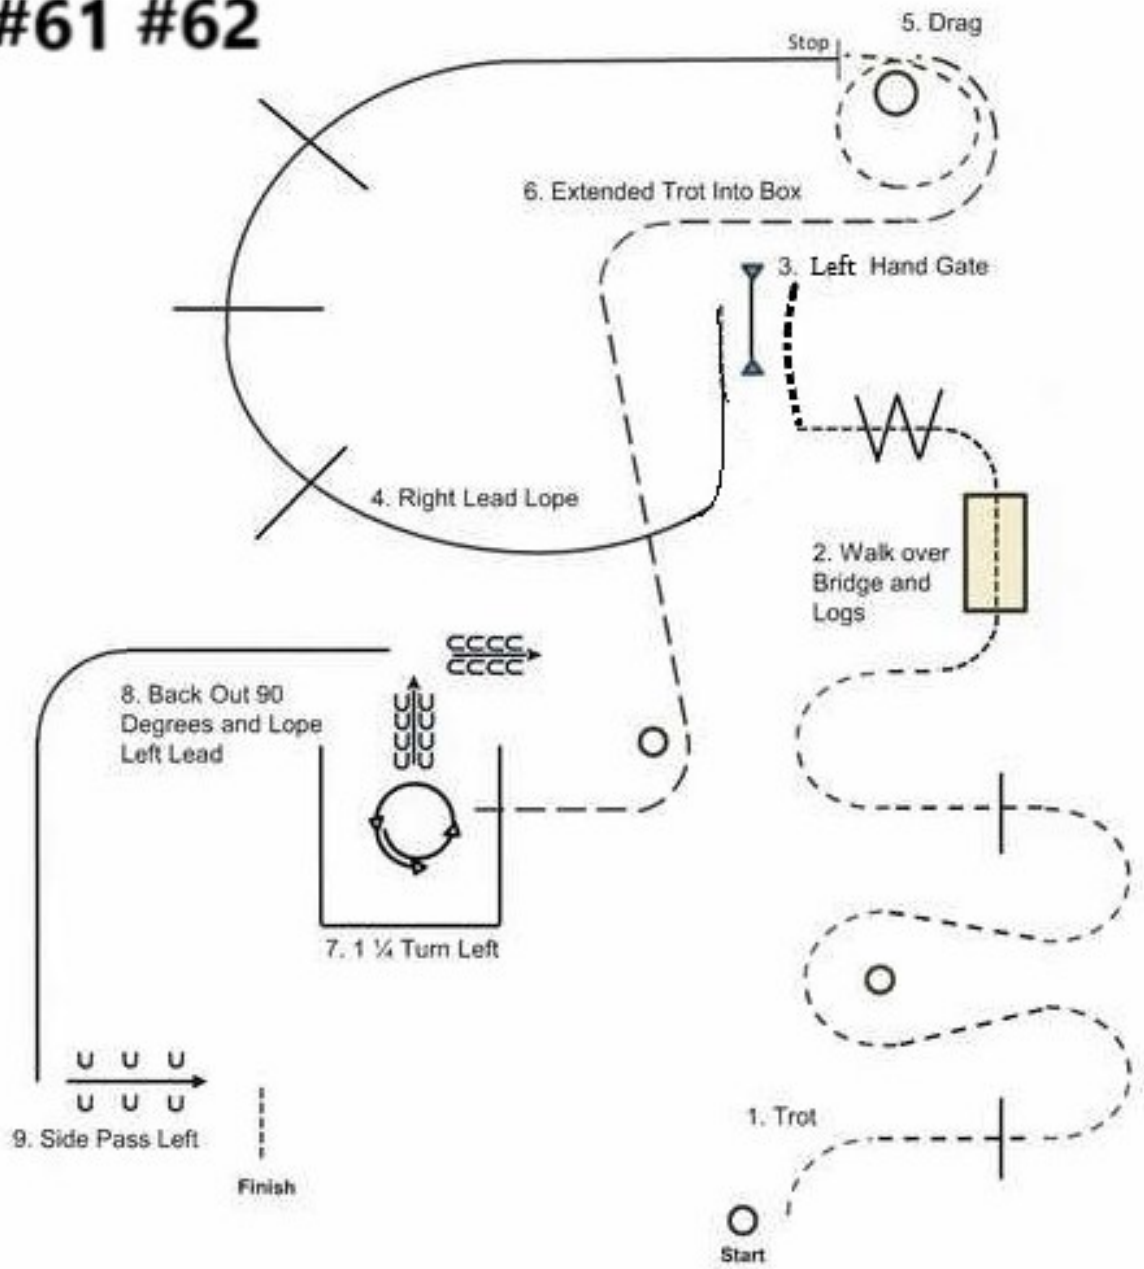 #61 #62
5. Drag
Stop
6. Extended Trot Into Box
3. Left Hand Gate
4. Right Lead Lope
2. Walk over
Bridge and
Logs
8. Back Out 90
Degrees and Lope
Left Lead
7. 1 ¼ Turn Left
1. Trot
9. Side Pass Left
Finish
Start